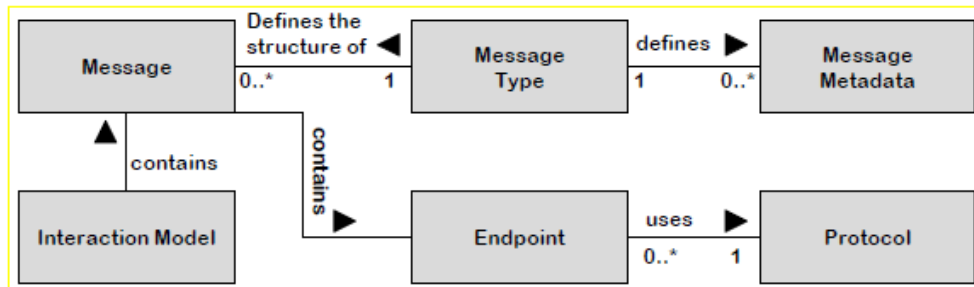 Defines the
structure of
Message
0..*
1
Message
Type
defines
1
0..*
Message
Metadata
contains
contains
Interaction Model
Endpoint
uses
0..*
1
Protocol